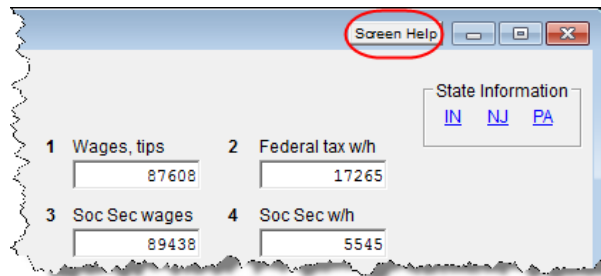 Screen Help
State Information
IN NJ PA
1 Wages, tips 2 Federal tax w/h
87608 17265
3 Soc Sec wages 4 Soc Sec w/h
89438 5545